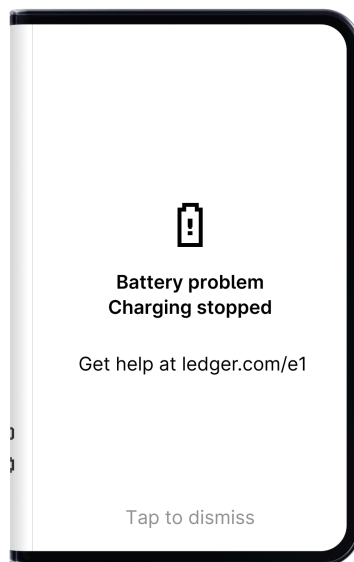 Battery problem
Charging stopped
Get help at ledger.com/e1
Tap to dismiss